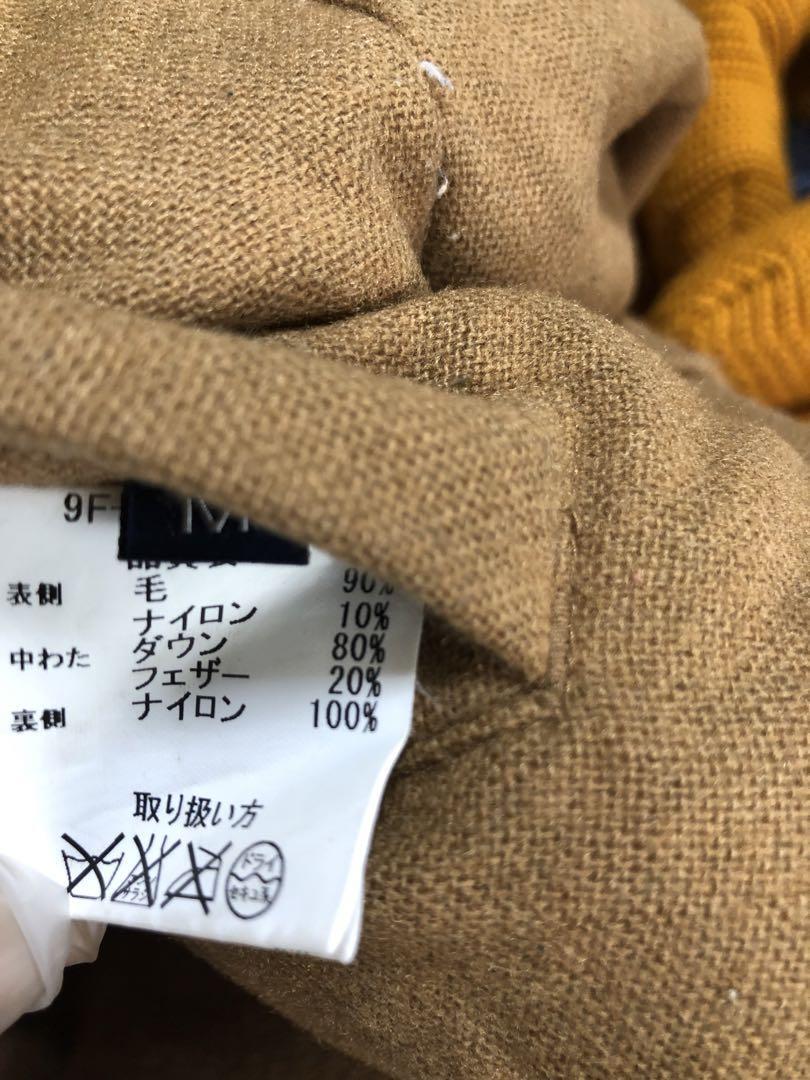 9F-
M
表側 毛 90%
ナイロン 10%
中わた ダウン 80%
フェザー 20%
裏側 ナイロン 100%
取り扱い方
ドライ